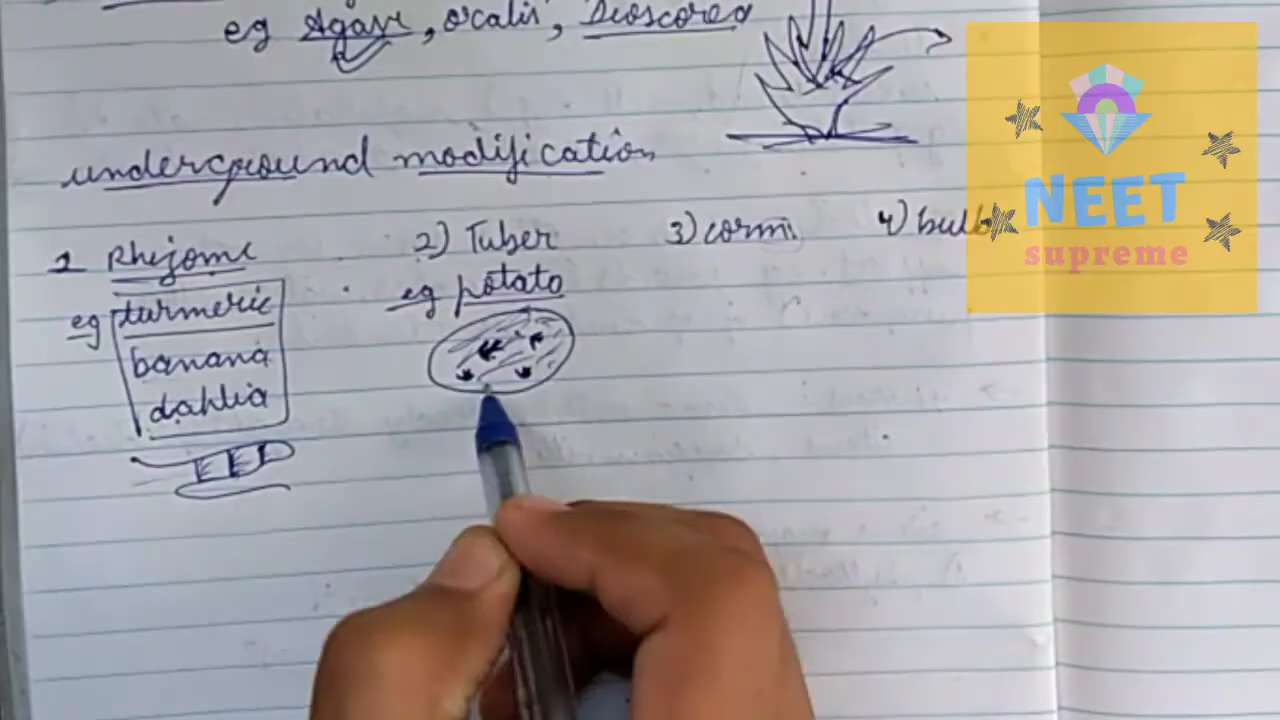 eg Agave, oxalis, Dioscorea
underground modification
1 Rhizome
eg turmeric
banana
dahlia
2) Tuber
eg potato
3) corm
4) bulb
NEET
supreme